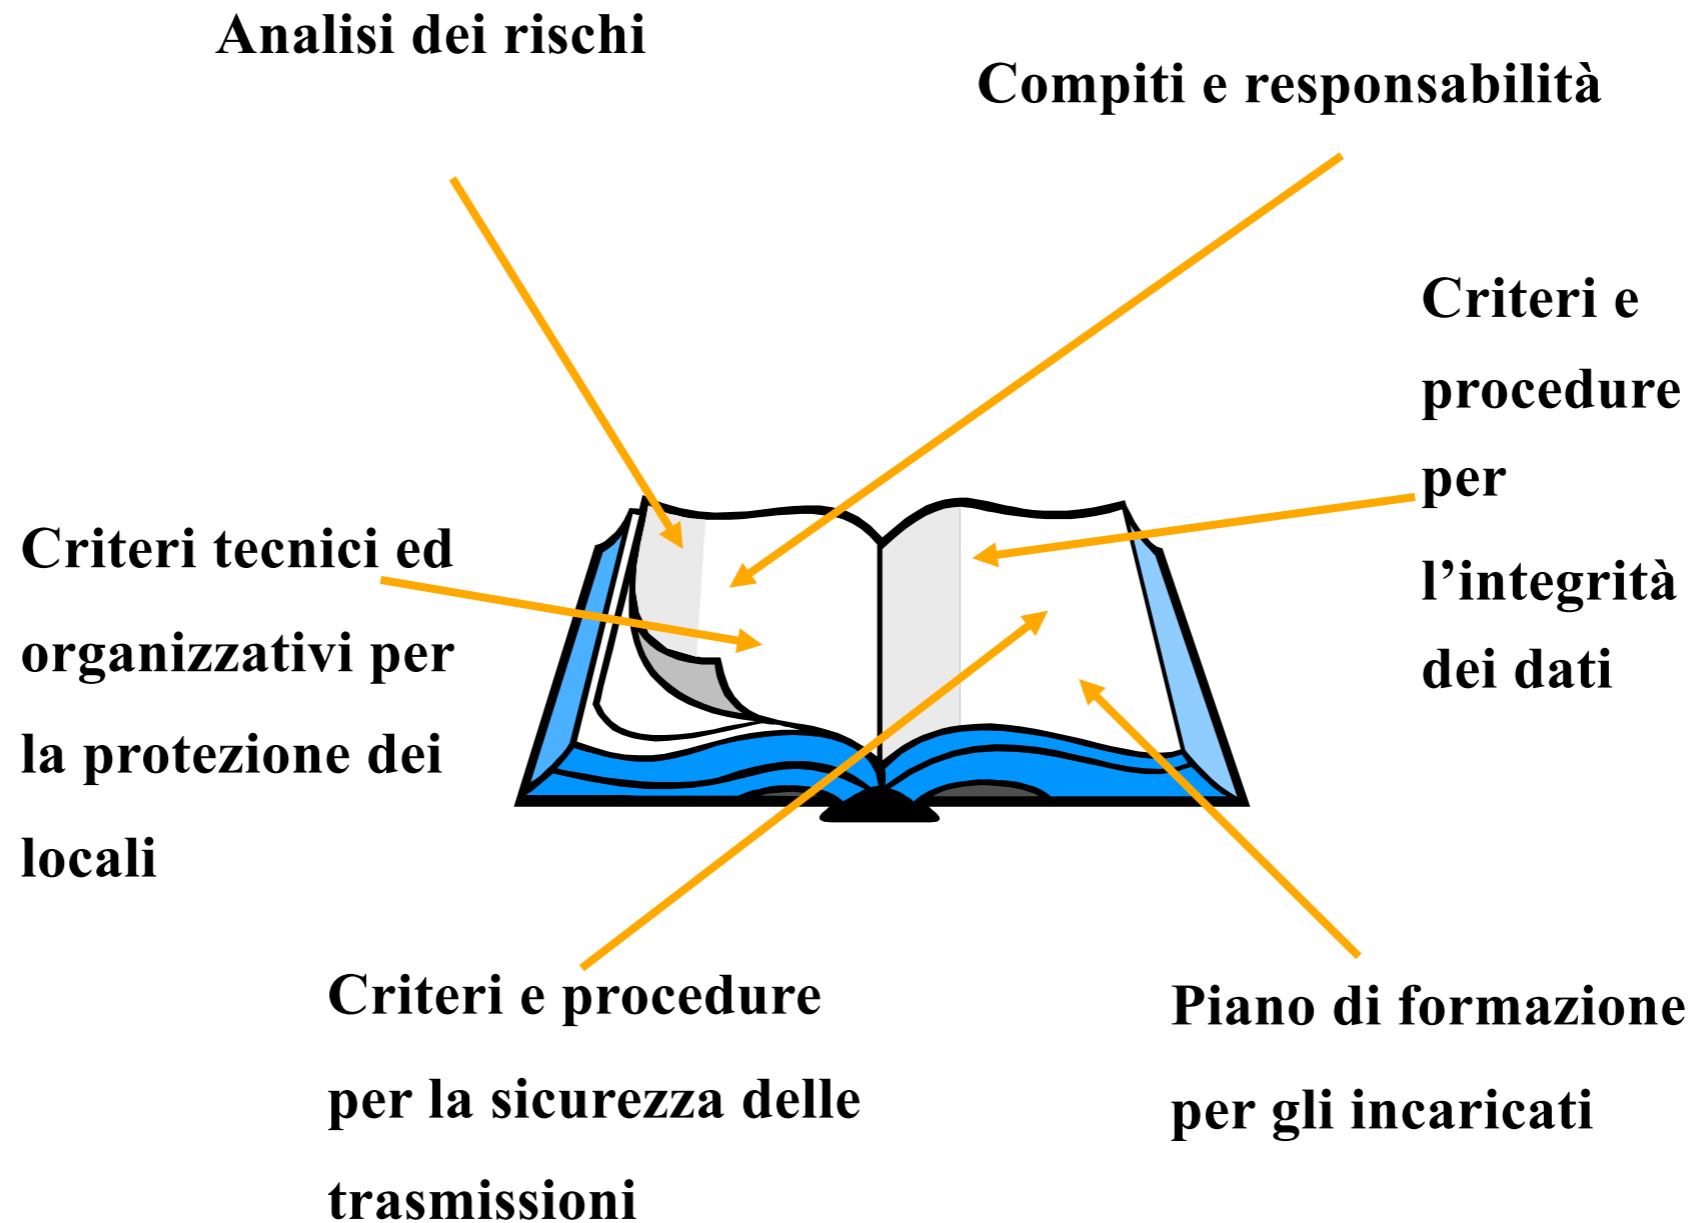 Analisi dei rischi
Compiti e responsabilità
Criteri e
procedure
per
l’integrità
dei dati
Criteri tecnici ed
organizzativi per
la protezione dei
locali
Criteri e procedure
per la sicurezza delle
trasmissioni
Piano di formazione
per gli incaricati